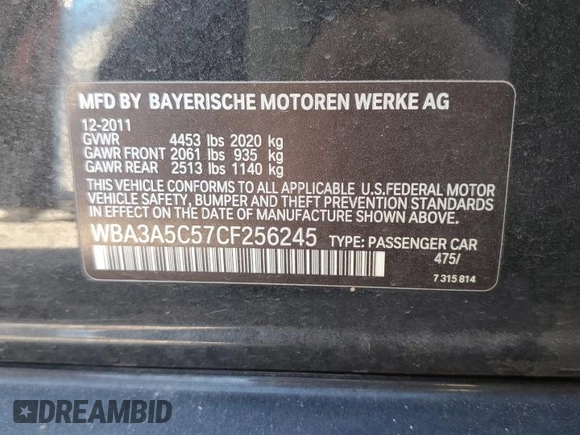 MFD BY BAYERISCHE MOTOREN WERKE AG
12-2011
GVWR 4453 lbs 2020 kg
GAWR FRONT 2061 lbs 935 kg
GAWR REAR 2513 lbs 1140 kg
THIS VEHICLE CONFORMS TO ALL APPLICABLE U.S.FEDERAL MOTOR
VEHICLE SAFETY, BUMPER AND THEFT PREVENTION STANDARDS
IN EFFECT ON THE DATE OF MANUFACTURE SHOWN ABOVE.
WBA3A5C57CF256245 TYPE: PASSENGER CAR
475/
7 315 814
DREAMBID